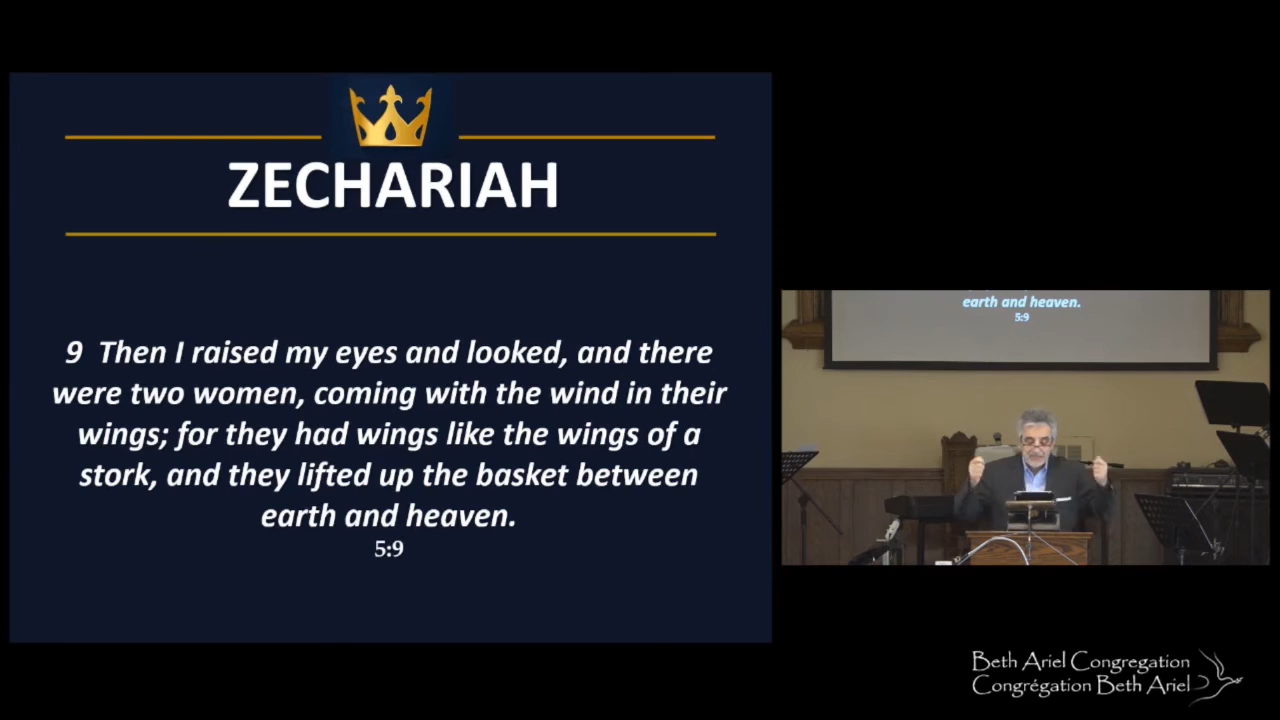 ZECHARIAH
9 Then I raised my eyes and looked, and there
were two women, coming with the wind in their
wings; for they had wings like the wings of a
stork, and they lifted up the basket between
earth and heaven.
5:9
earth and heaven.
5:9
Beth Ariel Congregation
Congrégation Beth Ariel